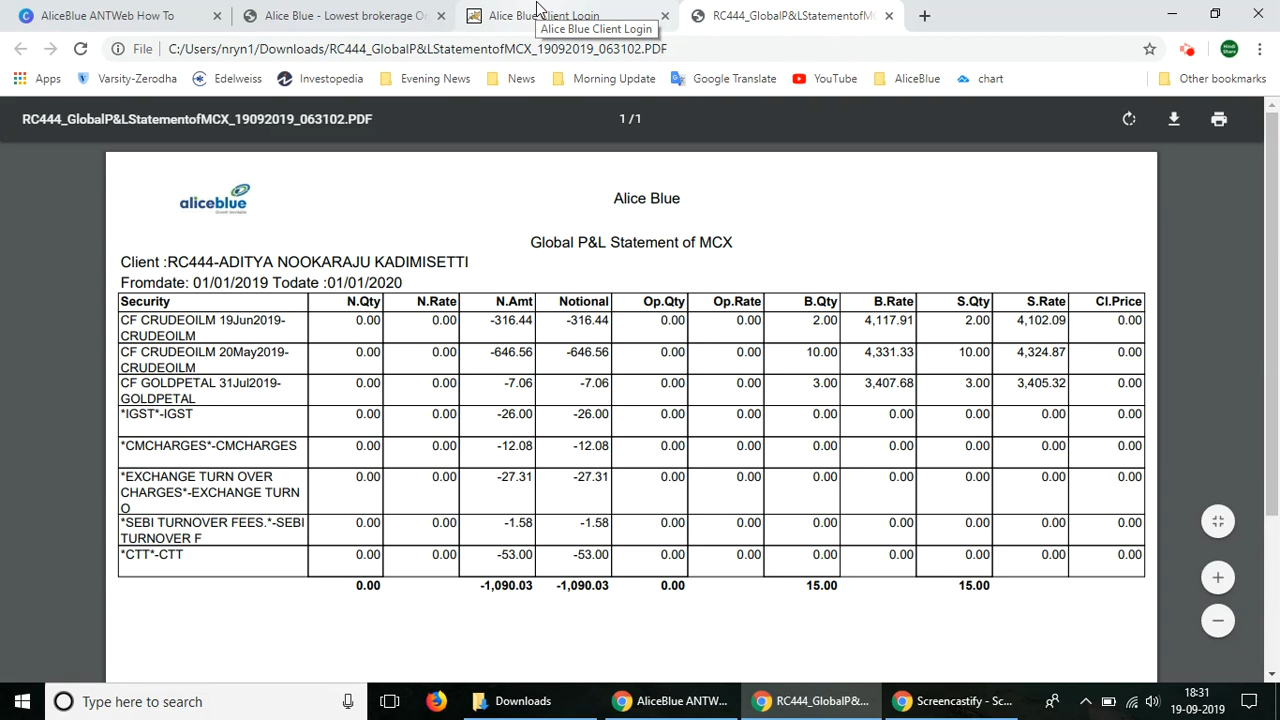 AliceBlue ANTWeb How To
Alice Blue - Lowest brokerage O
Alice Blue Client Login
RC444_GlobalP&LStatementofM
Alice Blue Client Login
File
C:/Users/nryn1/Downloads/RC444_GlobalP&LStatementofMCX_19092019_063102.PDF
Apps
Varsity-Zerodha
Edelweiss
Investopedia
Evening News
News
Morning Update
Google Translate
YouTube
AliceBlue
chart
Other bookmarks
RC444_GlobalP&LStatementofMCX_19092019_063102.PDF
1 / 1
aliceblue
Alice Blue
Global P&L Statement of MCX
Client :RC444-ADITYA NOOKARAJU KADIMISETTI
Fromdate: 01/01/2019 Todate :01/01/2020
Security N.Qty N.Rate N.Amt Notional Op.Qty Op.Rate B.Qty B.Rate S.Qty S.Rate Cl.Price
CF CRUDEOILM 19Jun2019- 0.00 0.00 -316.44 -316.44 0.00 0.00 2.00 4,117.91 2.00 4,102.09 0.00
CRUDEOILM
CF CRUDEOILM 20May2019- 0.00 0.00 -646.56 -646.56 0.00 0.00 10.00 4,331.33 10.00 4,324.87 0.00
CRUDEOILM
CF GOLDPETAL 31Jul2019- 0.00 0.00 -7.06 -7.06 0.00 0.00 3.00 3,407.68 3.00 3,405.32 0.00
GOLDPETAL
*IGST*-IGST 0.00 0.00 -26.00 -26.00 0.00 0.00 0.00 0.00 0.00 0.00 0.00
*CMCHARGES*-CMCHARGES 0.00 0.00 -12.08 -12.08 0.00 0.00 0.00 0.00 0.00 0.00 0.00
*EXCHANGE TURN OVER 0.00 0.00 -27.31 -27.31 0.00 0.00 0.00 0.00 0.00 0.00 0.00
CHARGES*-EXCHANGE TURN
O
*SEBI TURNOVER FEES.*-SEBI 0.00 0.00 -1.58 -1.58 0.00 0.00 0.00 0.00 0.00 0.00 0.00
TURNOVER F
*CTT*-CTT 0.00 0.00 -53.00 -53.00 0.00 0.00 0.00 0.00 0.00 0.00 0.00
0.00 -1,090.03 -1,090.03 0.00 15.00 15.00
Type here to search
Downloads
AliceBlue ANTW...
RC444_GlobalP&...
Screencastify - Sc...
18:31
19-09-2019